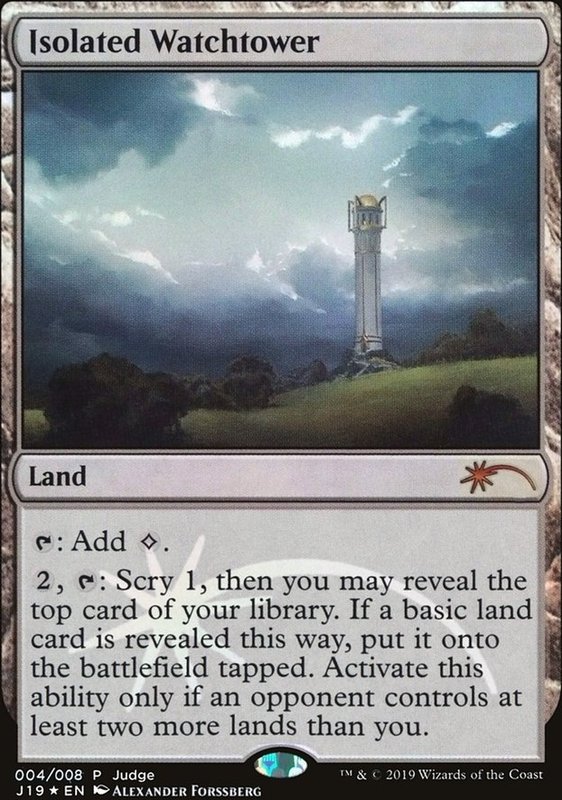 Isolated Watchtower
Land
: Add .
2, : Scry 1, then you may reveal the
top card of your library. If a basic land
card is revealed this way, put it onto
the battlefield tapped. Activate this
ability only if an opponent controls at
least two more lands than you.
004/008 P Judge
J19 ★ EN Alexander Forssberg
™ & © 2019 Wizards of the Coast